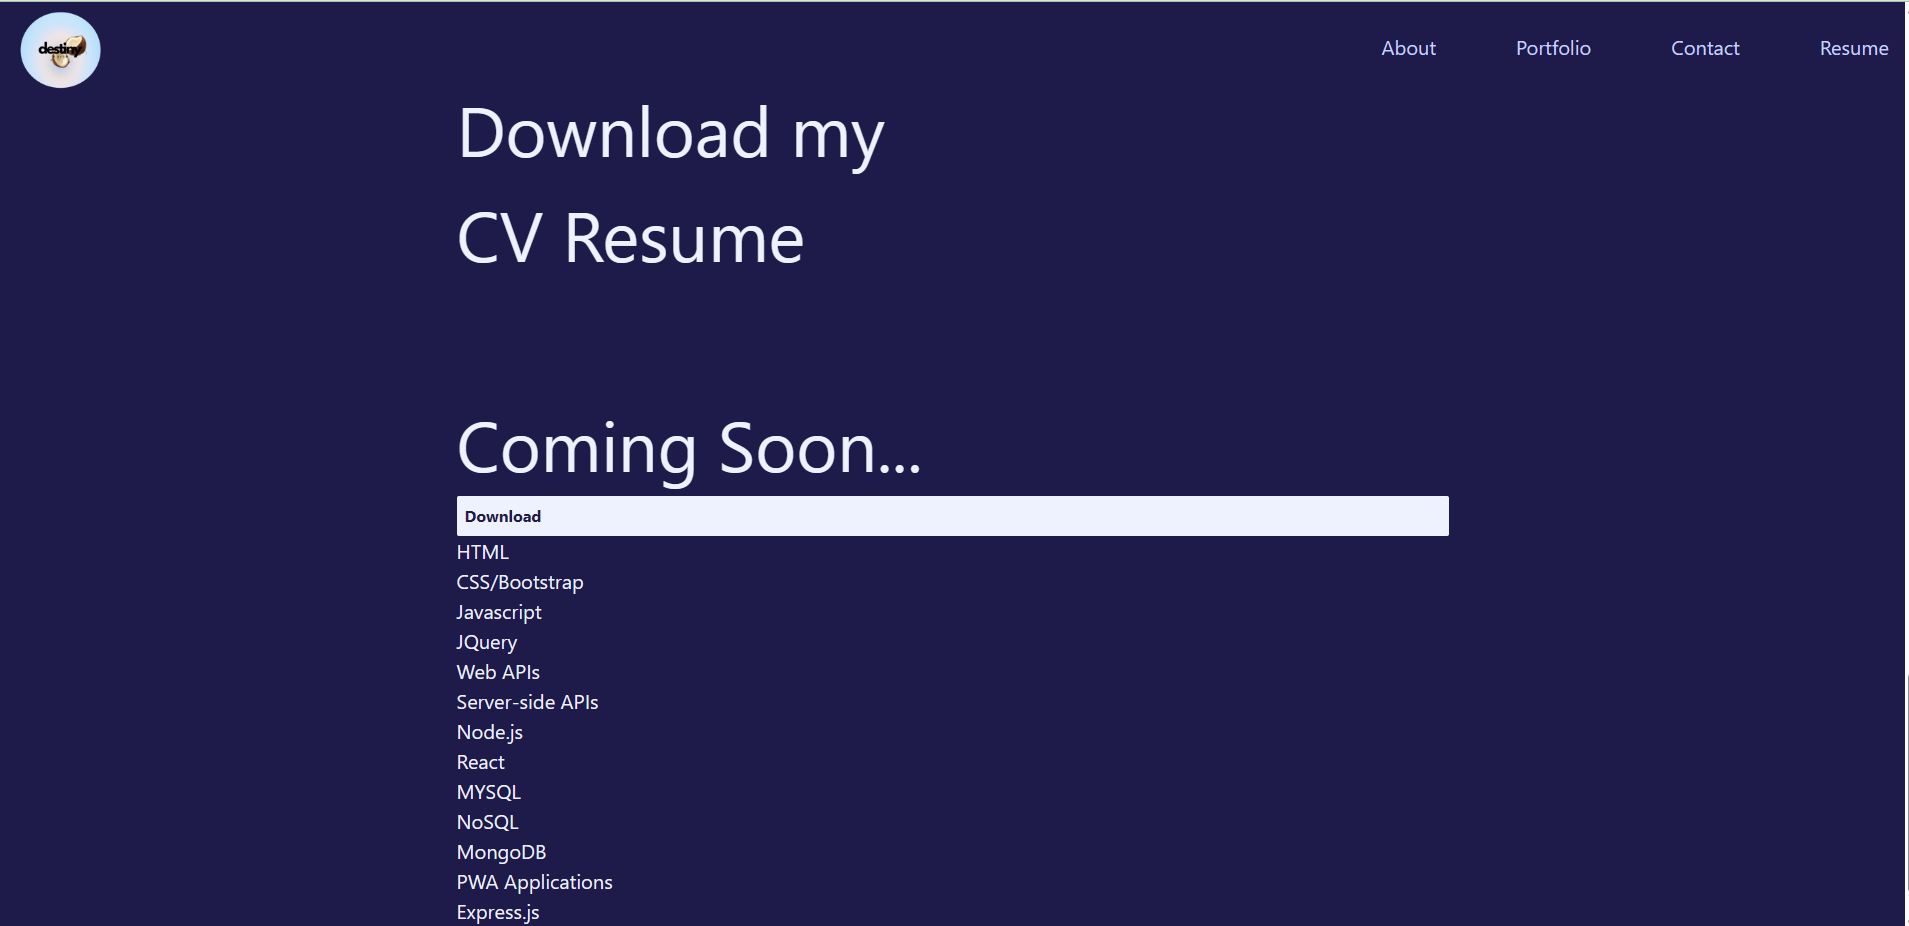 destiny
About Portfolio Contact Resume
Download my
CV Resume
Coming Soon...
Download
HTML
CSS/Bootstrap
Javascript
JQuery
Web APIs
Server-side APIs
Node.js
React
MYSQL
NoSQL
MongoDB
PWA Applications
Express.js